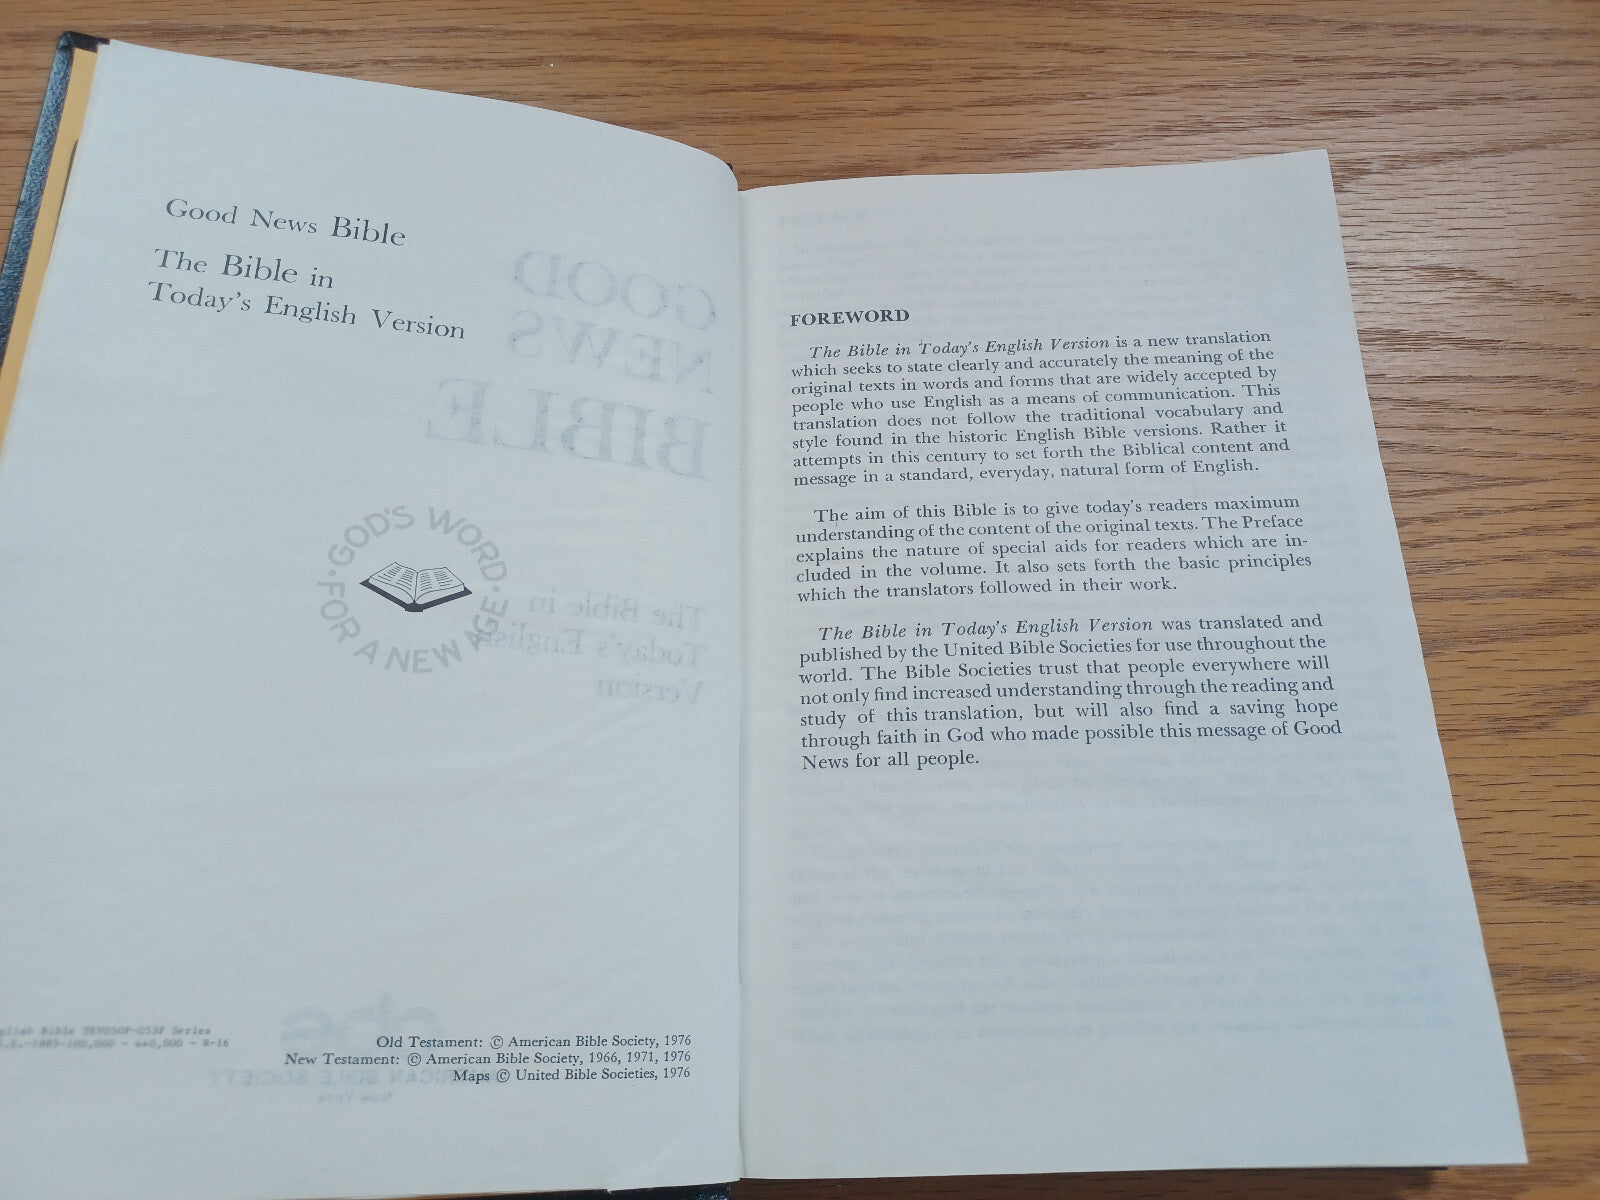 Good News Bible
The Bible in
Today's English Version
·GOD'S WORD·
FOR A NEW AGE
English Bible TEV050P-053P Series
A.B.S.-1983-100,000 - 440,000 - R-16
Old Testament: © American Bible Society, 1976
New Testament: © American Bible Society, 1966, 1971, 1976
Maps © United Bible Societies, 1976
FOREWORD
The Bible in Today's English Version is a new translation
which seeks to state clearly and accurately the meaning of the
original texts in words and forms that are widely accepted by
people who use English as a means of communication. This
translation does not follow the traditional vocabulary and
style found in the historic English Bible versions. Rather it
attempts in this century to set forth the Biblical content and
message in a standard, everyday, natural form of English.
The aim of this Bible is to give today's readers maximum
understanding of the content of the original texts. The Preface
explains the nature of special aids for readers which are in-
cluded in the volume. It also sets forth the basic principles
which the translators followed in their work.
The Bible in Today's English Version was translated and
published by the United Bible Societies for use throughout the
world. The Bible Societies trust that people everywhere will
not only find increased understanding through the reading and
study of this translation, but will also find a saving hope
through faith in God who made possible this message of Good
News for all people.